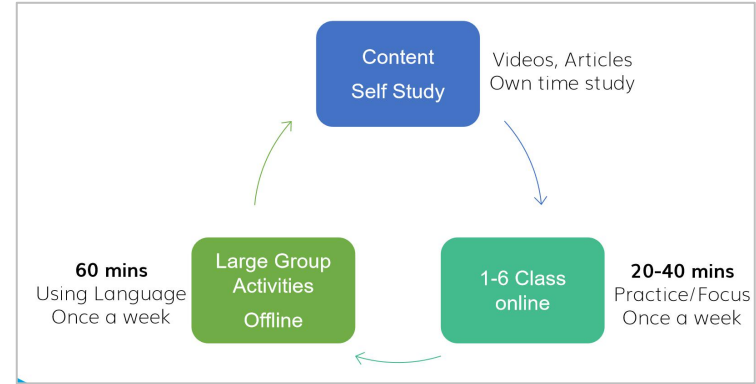 Content
Self Study
Videos, Articles
Own time study
60 mins
Using Language
Once a week
Large Group
Activities
Offline
1-6 Class
online
20-40 mins
Practice/Focus
Once a week